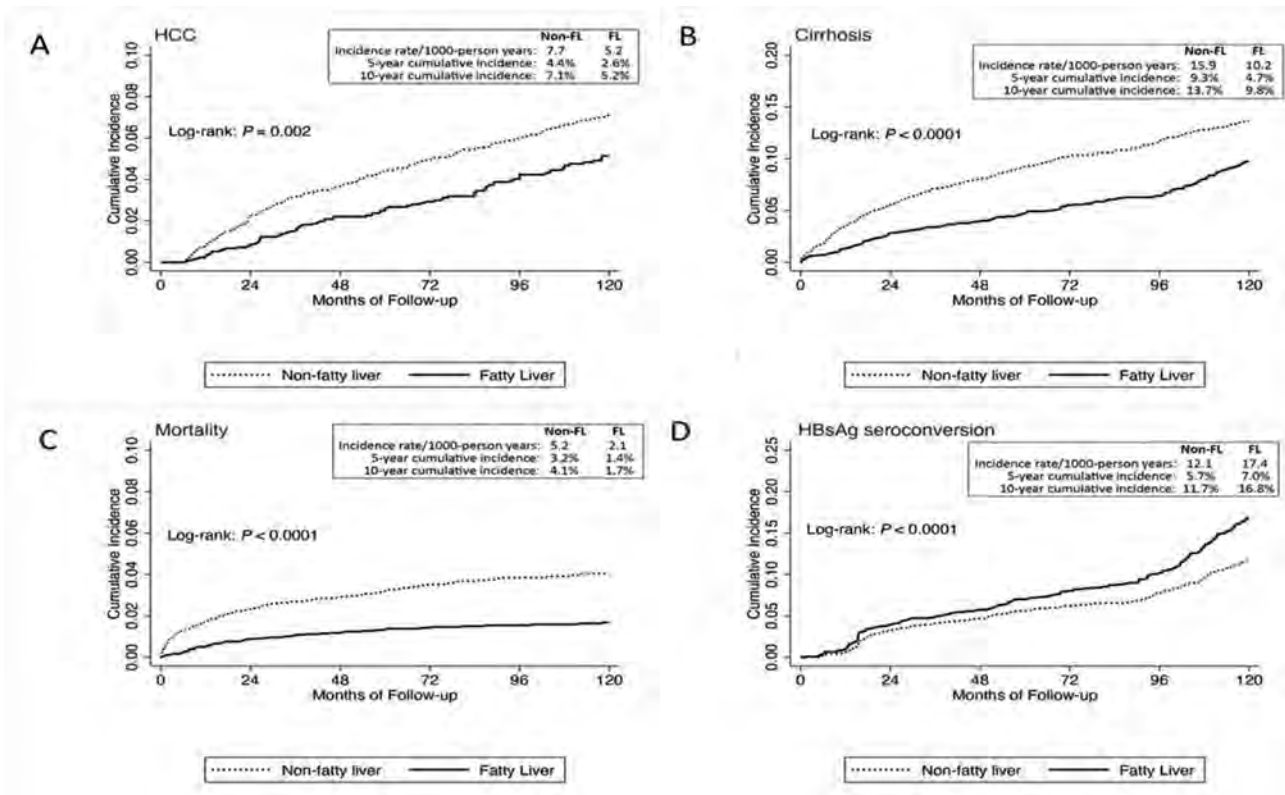 A
HCC
Non-FL FL
Incidence rate/1000-person years: 7.7 5.2
5-year cumulative incidence: 4.4% 2.6%
10-year cumulative incidence: 7.1% 5.2%
Log-rank: P = 0.002
Cumulative Incidence
0.10
0.08
0.06
0.04
0.02
0.00
0 24 48 72 96 120
Months of Follow-up
Non-fatty liver Fatty Liver
B
Cirrhosis
Non-FL FL
Incidence rate/1000-person years: 15.9 10.2
5-year cumulative incidence: 9.3% 4.7%
10-year cumulative incidence: 13.7% 9.8%
Log-rank: P < 0.0001
Cumulative Incidence
0.20
0.15
0.10
0.05
0.00
0 24 48 72 96 120
Months of Follow-up
C
Mortality
Non-FL FL
Incidence rate/1000-person years: 5.2 2.1
5-year cumulative incidence: 3.2% 1.4%
10-year cumulative incidence: 4.1% 1.7%
Log-rank: P < 0.0001
Cumulative Incidence
0.10
0.08
0.06
0.04
0.02
0.00
0 24 48 72 96 120
Months of Follow-up
Non-fatty liver Fatty Liver
D
HBsAg seroconversion
Non-FL FL
Incidence rate/1000-person years: 12.1 17.4
5-year cumulative incidence: 5.7% 7.0%
10-year cumulative incidence: 11.7% 16.8%
Log-rank: P < 0.0001
Cumulative Incidence
0.25
0.20
0.15
0.10
0.05
0.00
0 24 48 72 96 120
Months of Follow-up
Non-fatty liver Fatty Liver